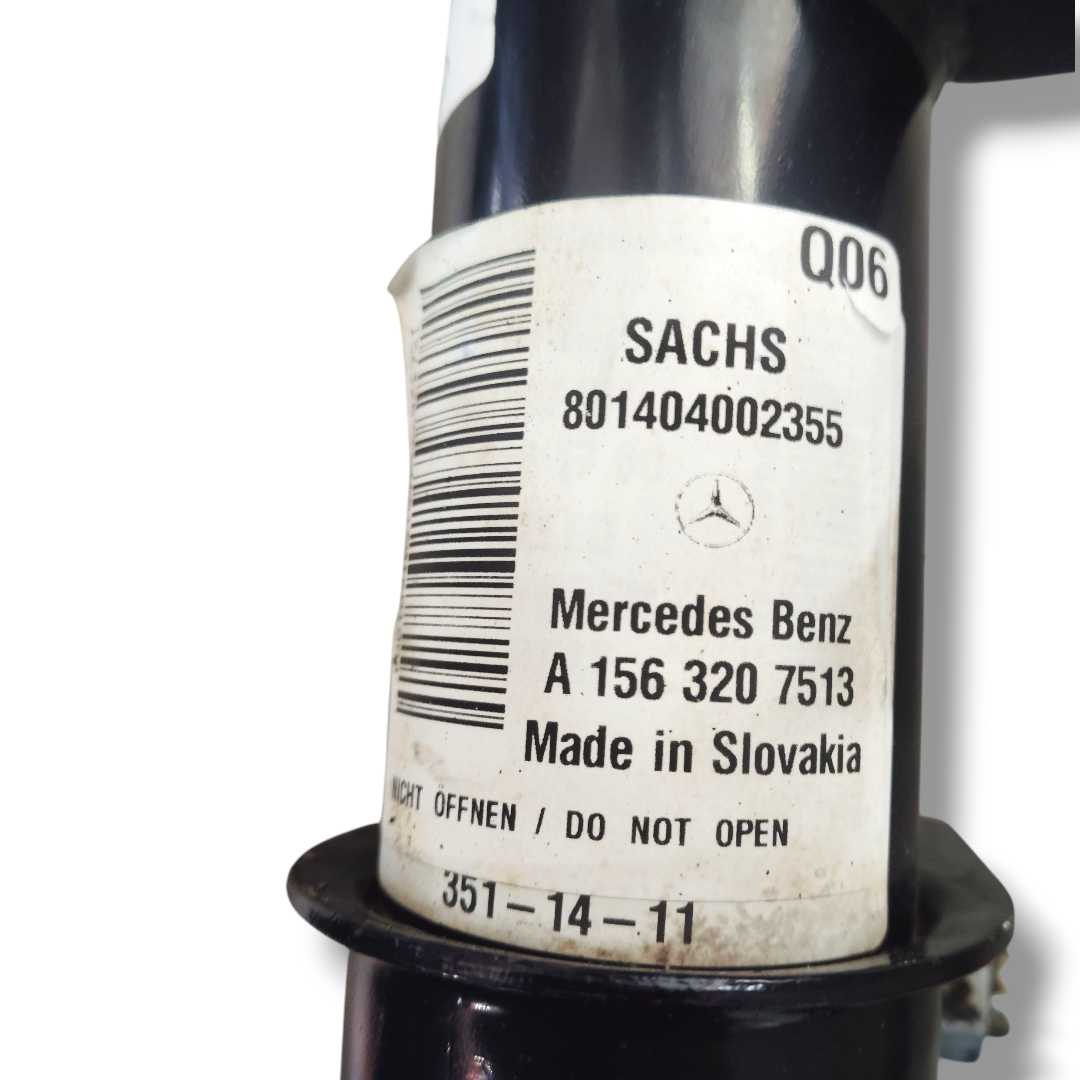 Q06
SACHS
801404002355
Mercedes Benz
A 156 320 7513
Made in Slovakia
NICHT ÖFFNEN / DO NOT OPEN
351-14-11